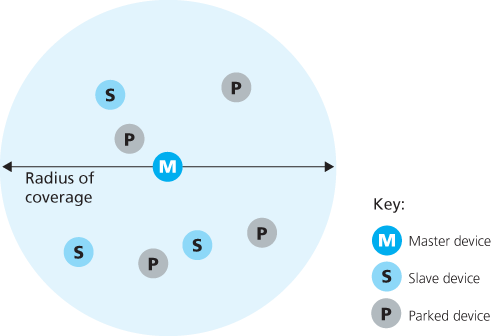 P
S
P
M
Radius of
coverage
P
S
S
P
Key:
M Master device
S Slave device
P Parked device